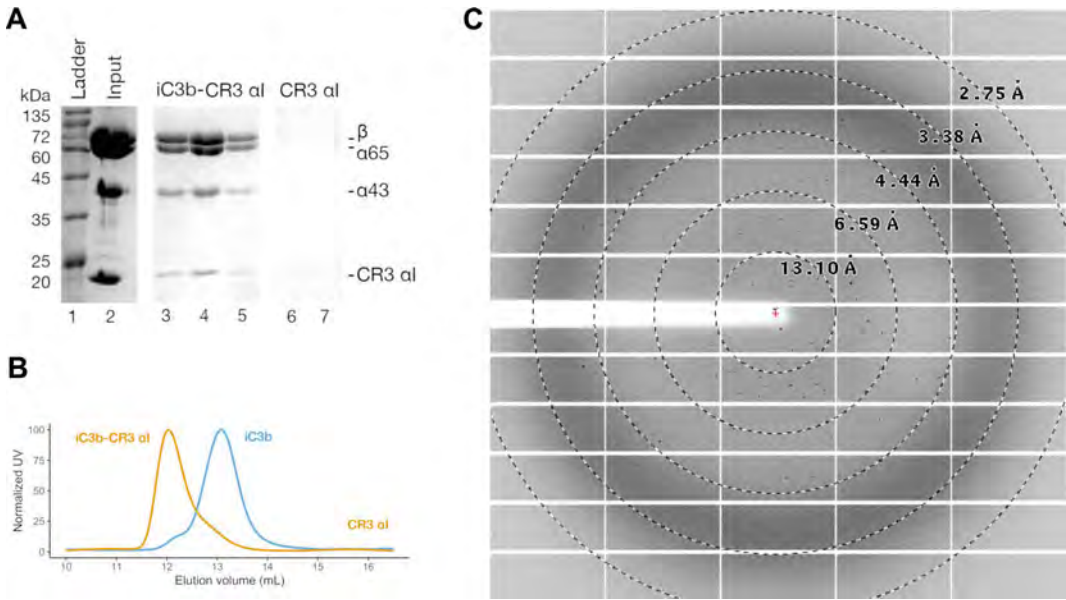 A
Ladder
Input
iC3b-CR3 αI CR3 αI
kDa
135
72
60
45
35
25
20
β
α65
α43
CR3 αI
1 2 3 4 5 6 7
B
iC3b-CR3 αI
iC3b
CR3 αI
Normalized UV
100
75
50
25
0
10 11 12 13 14 15 16
Elution volume (mL)
C
2.75 Å
3.38 Å
4.44 Å
6.59 Å
13.10 Å